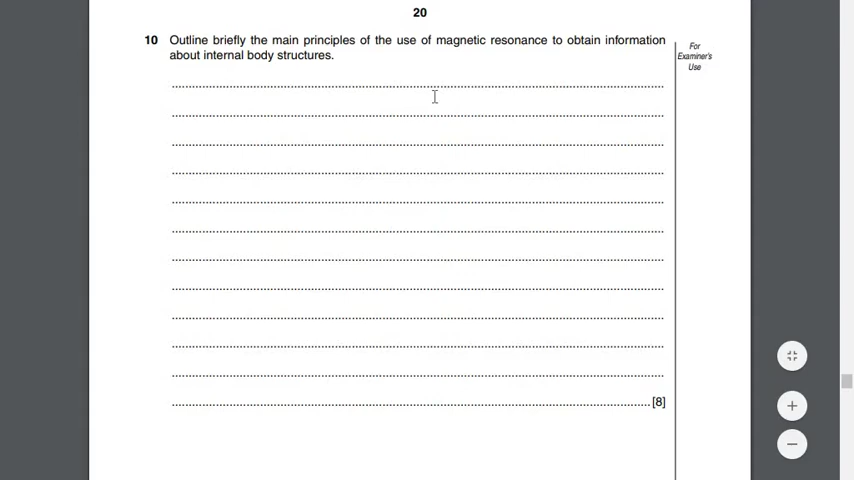 20
10 Outline briefly the main principles of the use of magnetic resonance to obtain information
about internal body structures.
For
Examiner's
Use
[8]